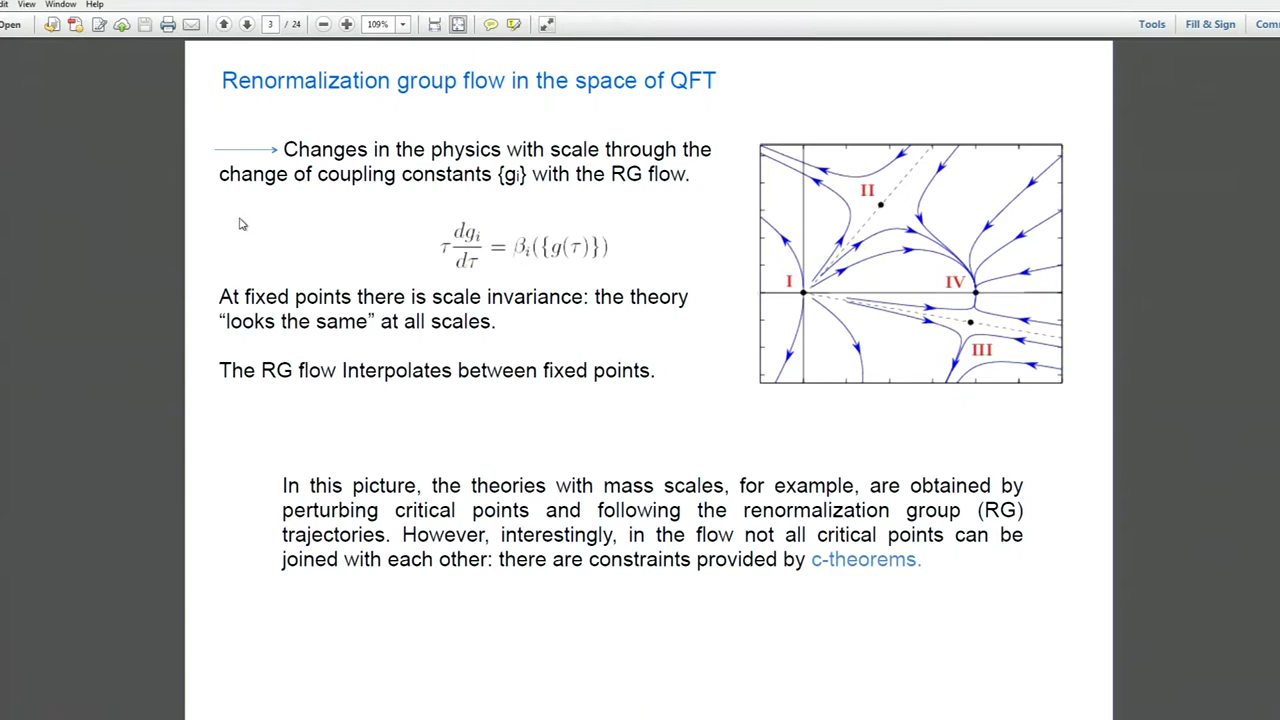 dit View Window Help
Open 3 / 24 109% Tools Fill & Sign Com
Renormalization group flow in the space of QFT
Changes in the physics with scale through the
change of coupling constants {gi} with the RG flow.
τ dgi/dτ = βi({g(τ)})
At fixed points there is scale invariance: the theory
“looks the same” at all scales.
The RG flow Interpolates between fixed points.
II
I
IV
III
In this picture, the theories with mass scales, for example, are obtained by
perturbing critical points and following the renormalization group (RG)
trajectories. However, interestingly, in the flow not all critical points can be
joined with each other: there are constraints provided by c-theorems.